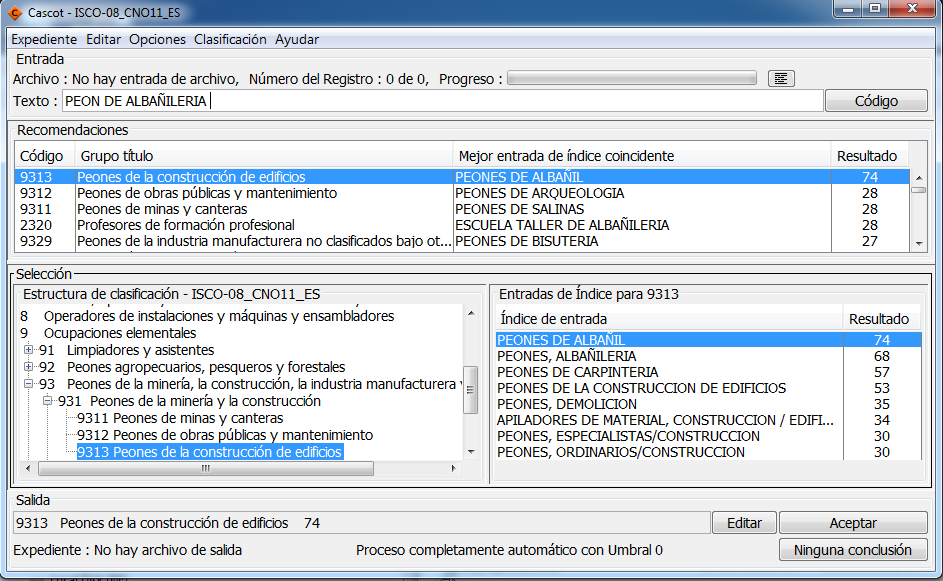 Cascot - ISCO-08_CNO11_ES
Expediente Editar Opciones Clasificación Ayudar
Entrada
Archivo : No hay entrada de archivo, Número del Registro : 0 de 0, Progreso :
Texto : PEON DE ALBAÑILERIA Código
Recomendaciones
Código Grupo título Mejor entrada de índice coincidente Resultado
9313 Peones de la construcción de edificios PEONES DE ALBAÑIL 74
9312 Peones de obras públicas y mantenimiento PEONES DE ARQUEOLOGIA 28
9311 Peones de minas y canteras PEONES DE SALINAS 28
2320 Profesores de formación profesional ESCUELA TALLER DE ALBAÑILERIA 28
9329 Peones de la industria manufacturera no clasificados bajo ot... PEONES DE BISUTERIA 27
Selección
Estructura de clasificación - ISCO-08_CNO11_ES
8 Operadores de instalaciones y máquinas y ensambladores
9 Ocupaciones elementales
91 Limpiadores y asistentes
92 Peones agropecuarios, pesqueros y forestales
93 Peones de la minería, la construcción, la industria manufacturera
931 Peones de la minería y la construcción
9311 Peones de minas y canteras
9312 Peones de obras públicas y mantenimiento
9313 Peones de la construcción de edificios
Entradas de Índice para 9313
Índice de entrada Resultado
PEONES DE ALBAÑIL 74
PEONES, ALBAÑILERIA 68
PEONES DE CARPINTERIA 57
PEONES DE LA CONSTRUCCION DE EDIFICIOS 53
PEONES, DEMOLICION 35
APILADORES DE MATERIAL, CONSTRUCCION / EDIFI... 34
PEONES, ESPECIALISTAS/CONSTRUCCION 30
PEONES, ORDINARIOS/CONSTRUCCION 30
Salida
9313 Peones de la construcción de edificios 74 Editar Aceptar
Expediente : No hay archivo de salida Proceso completamente automático con Umbral 0 Ninguna conclusión